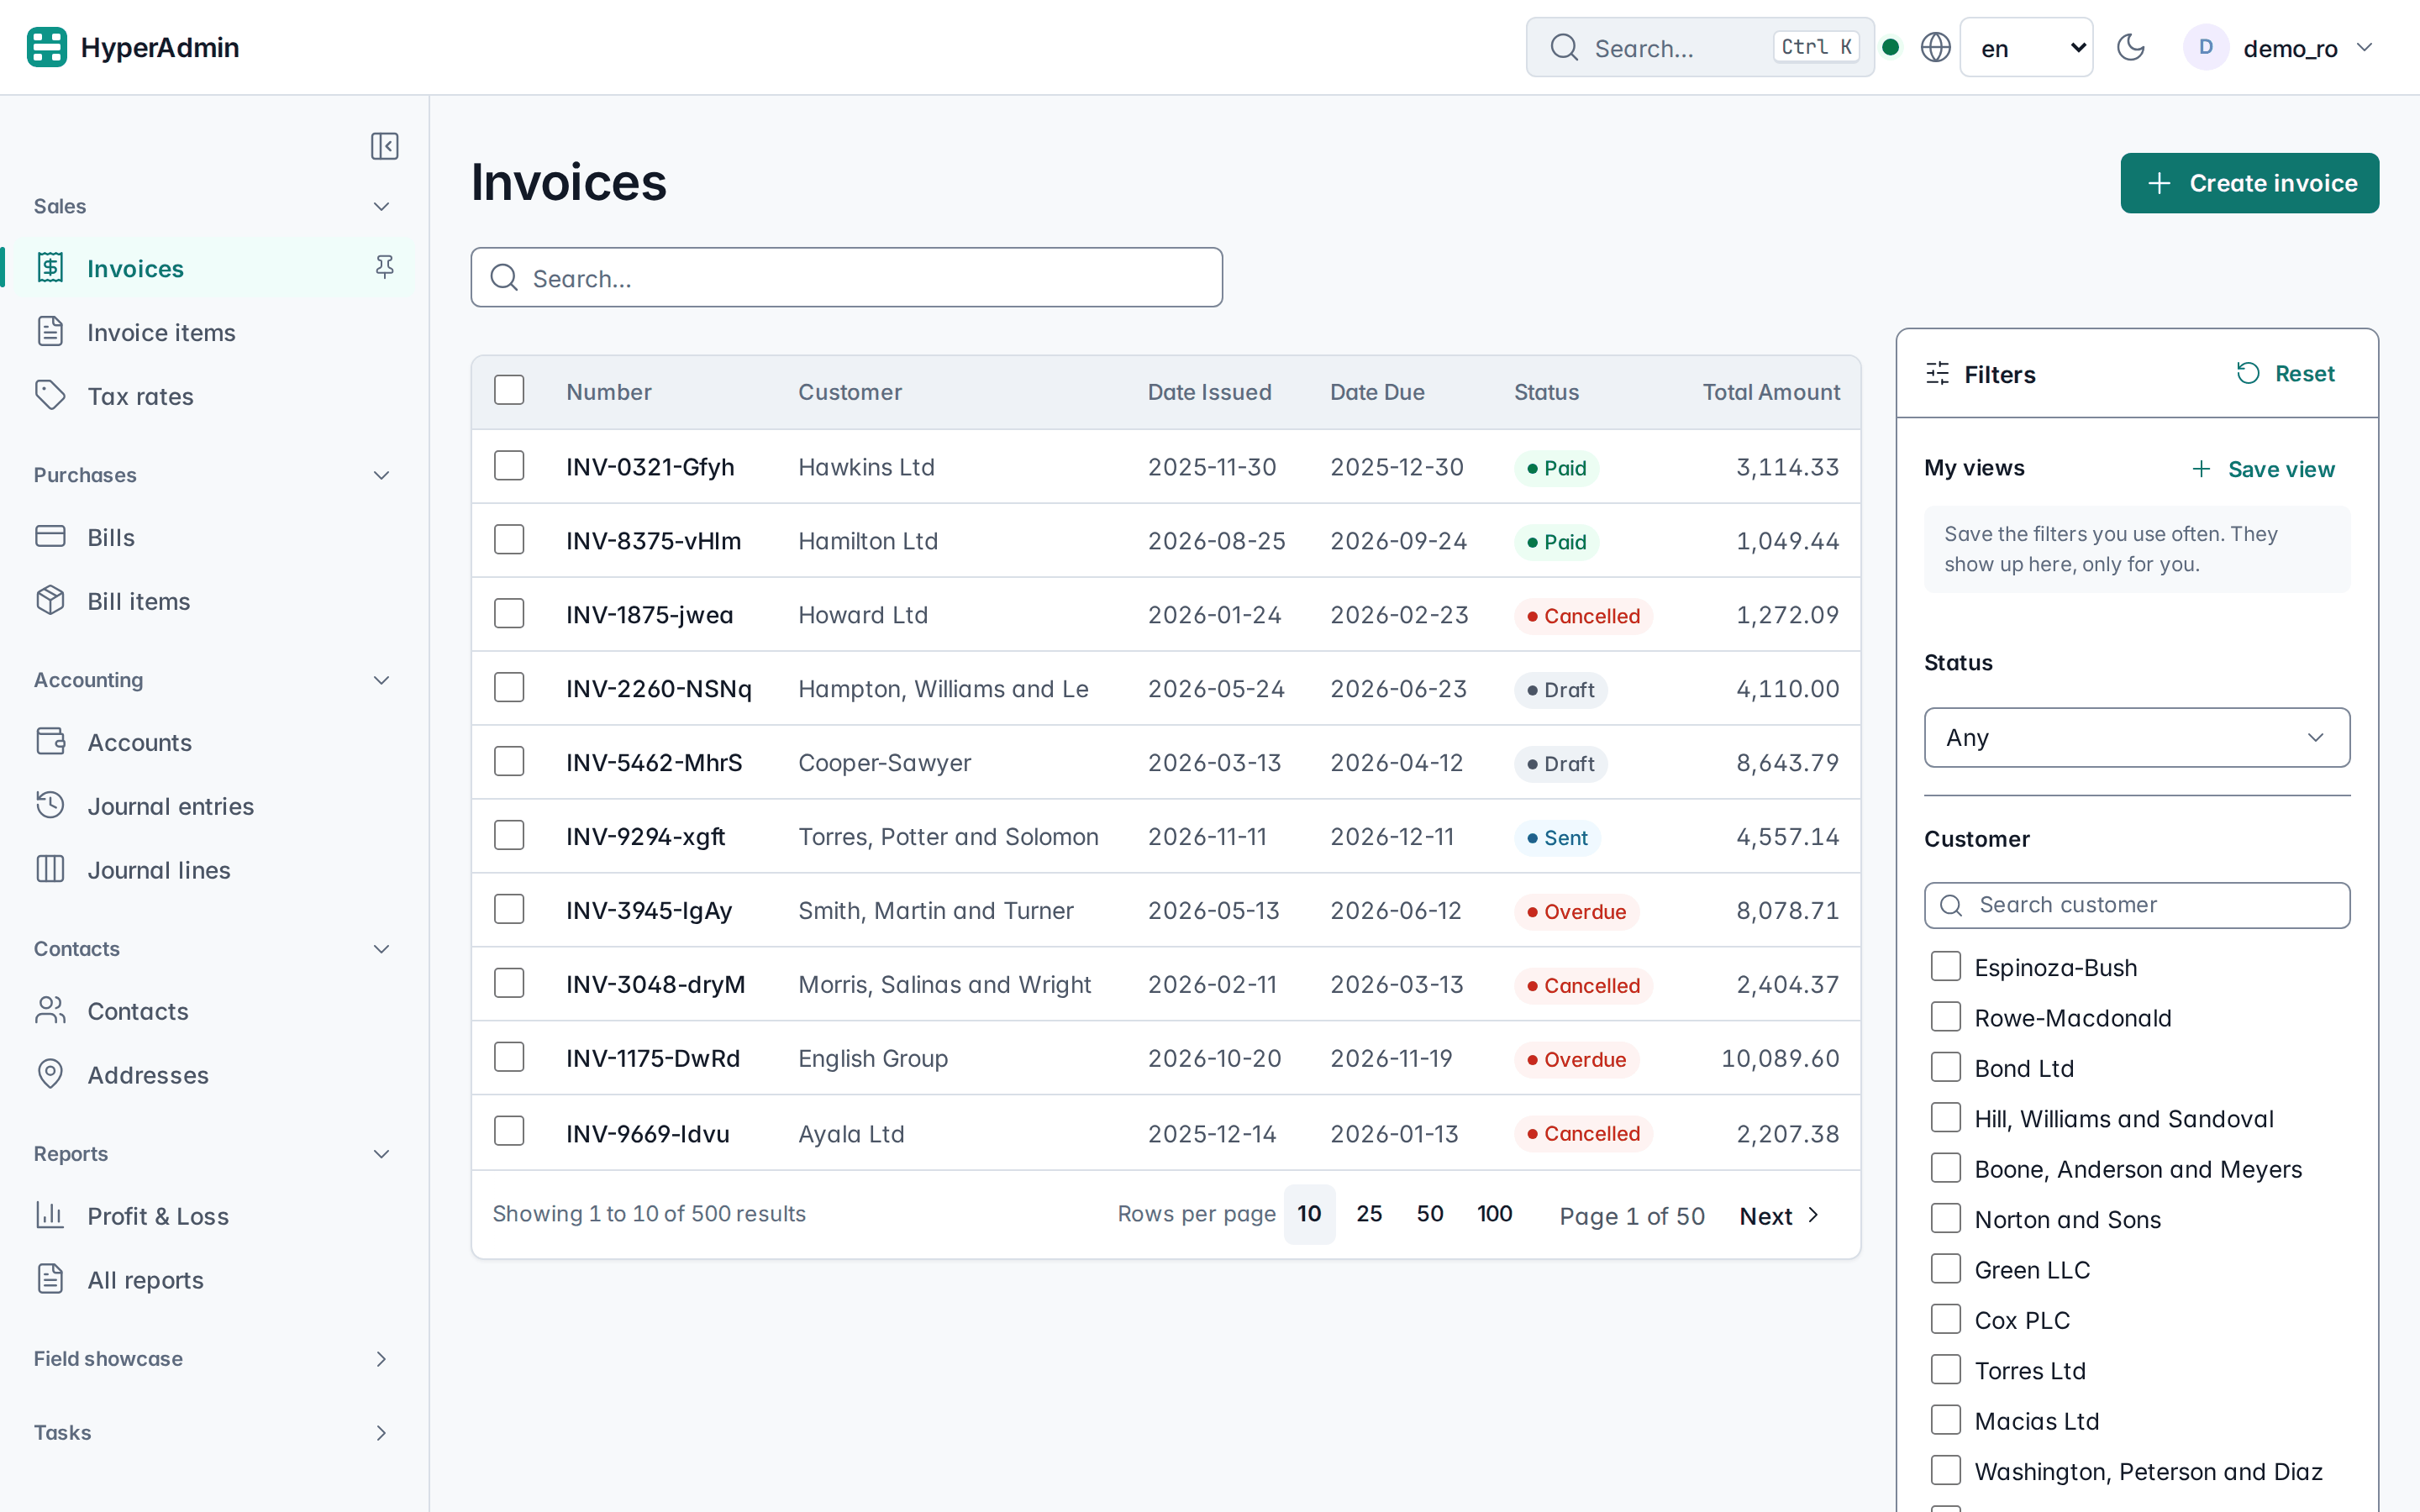 HyperAdmin
Search...
Ctrl K
en
D
demo_ro
Sales
Invoices
Invoice items
Tax rates
Purchases
Bills
Bill items
Accounting
Accounts
Journal entries
Journal lines
Contacts
Contacts
Addresses
Reports
Profit & Loss
All reports
Field showcase
Tasks
Invoices
Create invoice
Search...
Number Customer Date Issued Date Due Status Total Amount
INV-0321-Gfyh Hawkins Ltd 2025-11-30 2025-12-30 Paid 3,114.33
INV-8375-vHlm Hamilton Ltd 2026-08-25 2026-09-24 Paid 1,049.44
INV-1875-jwea Howard Ltd 2026-01-24 2026-02-23 Cancelled 1,272.09
INV-2260-NSNq Hampton, Williams and Le 2026-05-24 2026-06-23 Draft 4,110.00
INV-5462-MhrS Cooper-Sawyer 2026-03-13 2026-04-12 Draft 8,643.79
INV-9294-xgft Torres, Potter and Solomon 2026-11-11 2026-12-11 Sent 4,557.14
INV-3945-IgAy Smith, Martin and Turner 2026-05-13 2026-06-12 Overdue 8,078.71
INV-3048-dryM Morris, Salinas and Wright 2026-02-11 2026-03-13 Cancelled 2,404.37
INV-1175-DwRd English Group 2026-10-20 2026-11-19 Overdue 10,089.60
INV-9669-Idvu Ayala Ltd 2025-12-14 2026-01-13 Cancelled 2,207.38
Showing 1 to 10 of 500 results Rows per page 10 25 50 100 Page 1 of 50 Next
Filters
Reset
My views
Save view
Save the filters you use often. They
show up here, only for you.
Status
Any
Customer
Search customer
Espinoza-Bush
Rowe-Macdonald
Bond Ltd
Hill, Williams and Sandoval
Boone, Anderson and Meyers
Norton and Sons
Green LLC
Cox PLC
Torres Ltd
Macias Ltd
Washington, Peterson and Diaz